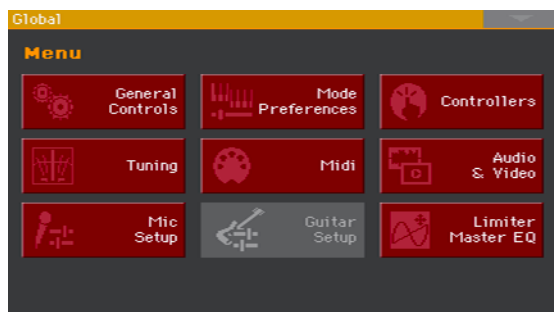 Global
Menu
General
Controls
Mode
Preferences
Controllers
Tuning
Midi
Audio
& Video
Mic
Setup
Guitar
Setup
Limiter
Master EQ